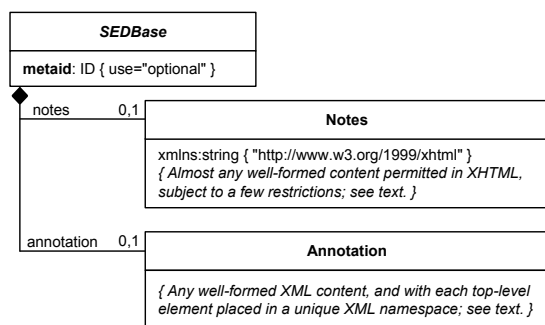 SEDBase
metaid: ID { use="optional" }
notes 0,1
Notes
xmlns:string { "http://www.w3.org/1999/xhtml" }
{ Almost any well-formed content permitted in XHTML,
subject to a few restrictions; see text. }
annotation 0,1
Annotation
{ Any well-formed XML content, and with each top-level
element placed in a unique XML namespace; see text. }